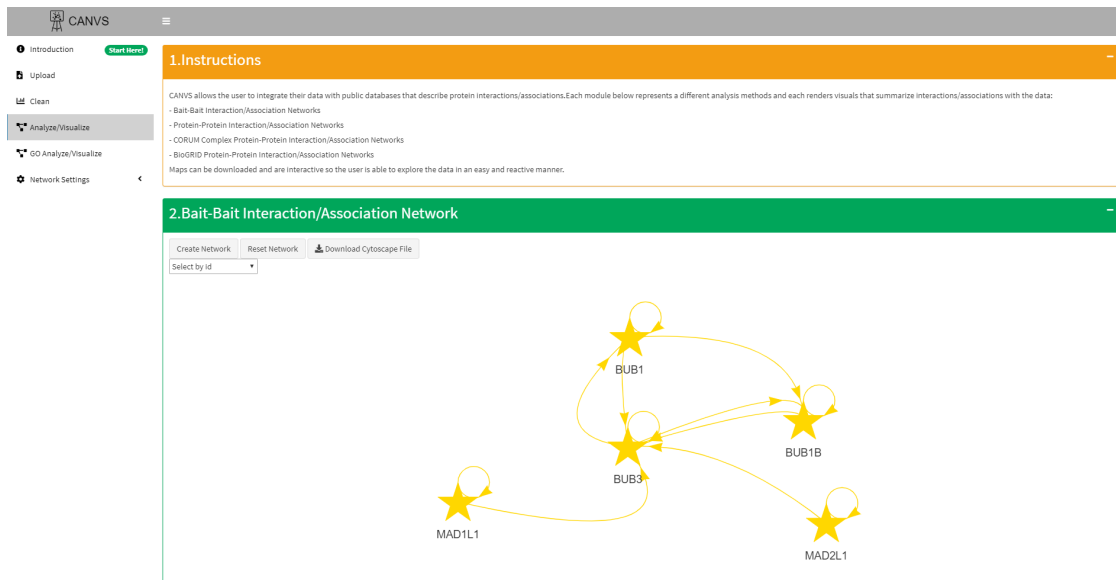 CANVS
Introduction
Start Here!
Upload
Clean
Analyze/Visualize
GO Analyze/Visualize
Network Settings
1.Instructions
CANVS allows the user to integrate their data with public databases that describe protein interactions/associations.Each module below represents a different analysis methods and each renders visuals that summarize interactions/associations with the data:
- Bait-Bait Interaction/Association Networks
- Protein-Protein Interaction/Association Networks
- CORUM Complex Protein-Protein Interaction/Association Networks
- BioGRID Protein-Protein Interaction/Association Networks
Maps can be downloaded and are interactive so the user is able to explore the data in an easy and reactive manner.
2.Bait-Bait Interaction/Association Network
Create Network Reset Network Download Cytoscape File
Select by id
BUB1
BUB1B
BUB3
MAD1L1
MAD2L1